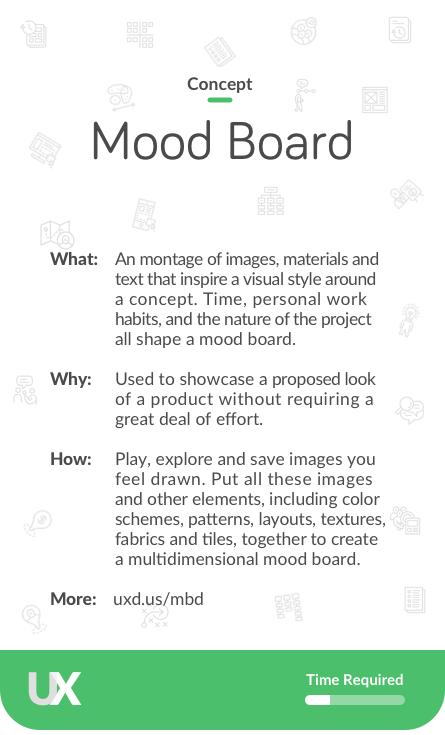 Concept
Mood Board
What: An montage of images, materials and
text that inspire a visual style around
a concept. Time, personal work
habits, and the nature of the project
all shape a mood board.
Why: Used to showcase a proposed look
of a product without requiring a
great deal of effort.
How: Play, explore and save images you
feel drawn. Put all these images
and other elements, including color
schemes, patterns, layouts, textures,
fabrics and tiles, together to create
a multidimensional mood board.
More: uxd.us/mbd
UX
Time Required